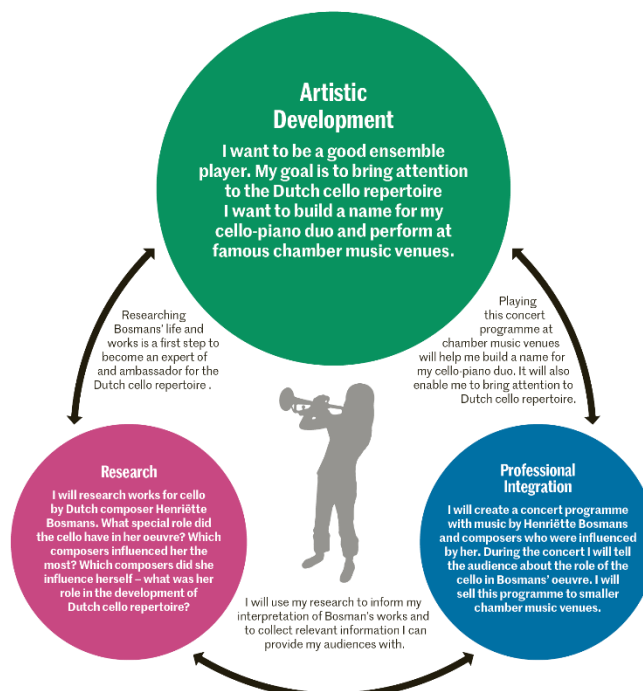 Artistic
Development
I want to be a good ensemble
player. My goal is to bring attention
to the Dutch cello repertoire
I want to build a name for my
cello-piano duo and perform at
famous chamber music venues.
Researching
Bosmans' life and
works is a first step to
become an expert of
and ambassador for the
Dutch cello repertoire .
Playing
this concert
programme at
chamber music venues
will help me build a name for
my cello-piano duo. It will also
enable me to bring attention to
Dutch cello repertoire.
Research
I will research works for cello
by Dutch composer Henriëtte
Bosmans. What special role did
the cello have in her oeuvre? Which
composers influenced her the
most? Which composers did she
influence herself – what was her
role in the development of
Dutch cello repertoire?
Professional
Integration
I will create a concert programme
with music by Henriëtte Bosmans
and composers who were influenced
by her. During the concert I will tell
the audience about the role of the
cello in Bosmans' oeuvre. I will
sell this programme to smaller
chamber music venues.
I will use my research to inform my
interpretation of Bosman's works and
to collect relevant information I can
provide my audiences with.